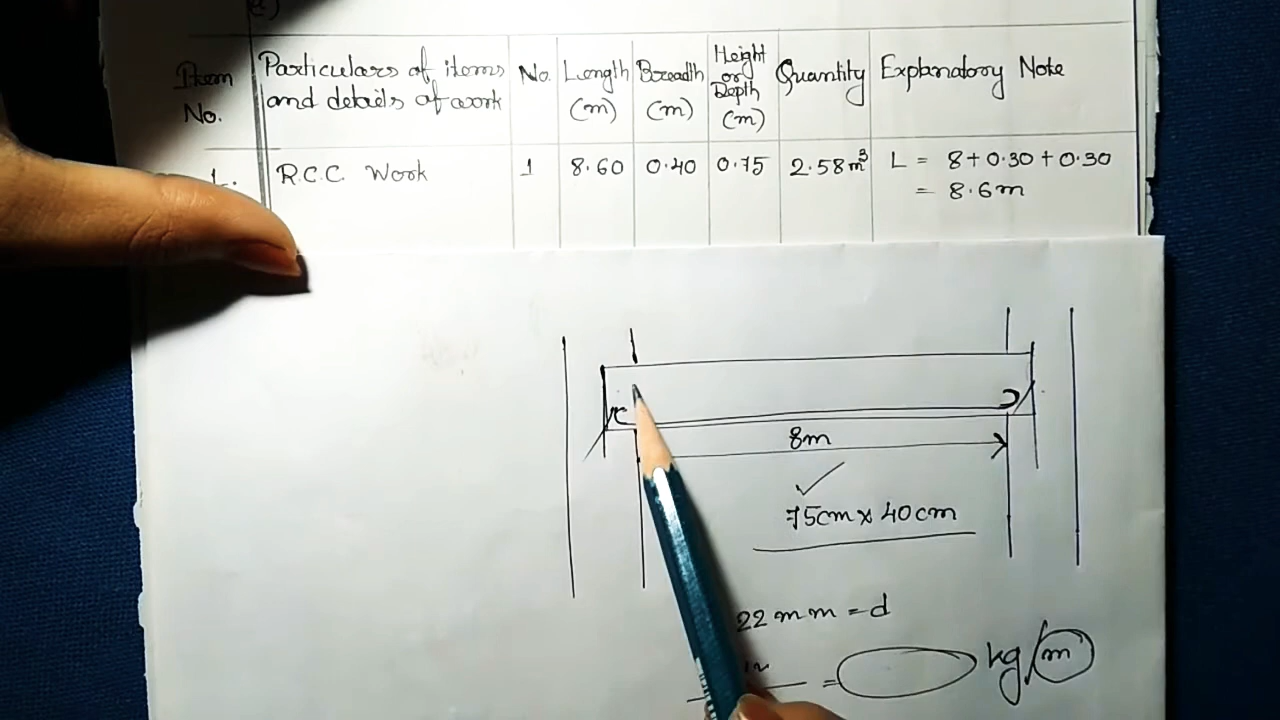 Item No.
Particulars of items and details of work
No.
Length (m)
Breadth (m)
Height or Depth (m)
Quantity
Explanatory Note
1.
R.C.C. Work
1
8.60
0.40
0.75
2.58m³
L = 8+0.30+0.30
= 8.6m
8m
75cm x 40cm
22mm = d
= kg/m